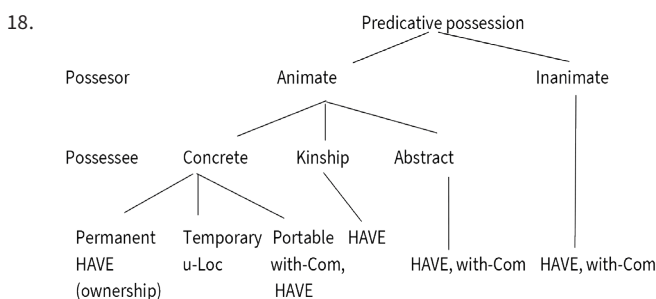 18. Predicative possession
Possesor Animate Inanimate
Possessee Concrete Kinship Abstract
Permanent Temporary Portable HAVE
HAVE u-Loc with-Com, HAVE, with-Com HAVE, with-Com
(ownership) HAVE